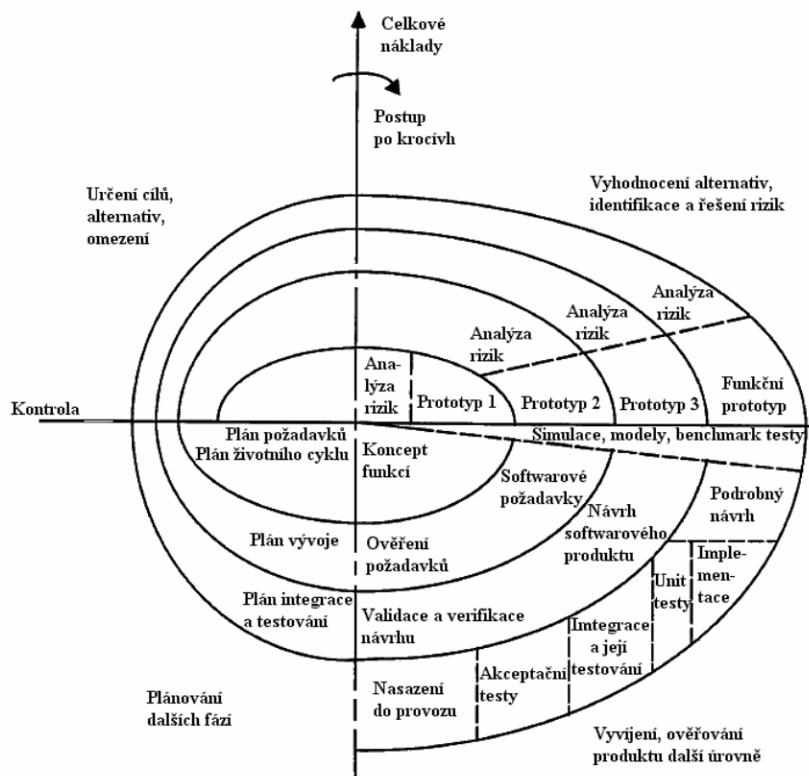 Celkové
náklady
Postup
po krocívh
Určení cílů,
alternativ,
omezení
Vyhodnocení alternativ,
identifikace a řešení rizik
Analýza
rizik
Analýza
rizik
Analýza
rizik
Ana-
lýza
rizik
Prototyp 1
Prototyp 2
Prototyp 3
Funkční
prototyp
Kontrola
Plán požadavků
Plán životního cyklu
Koncept
funkcí
Simulace, modely, benchmark testy
Softwarové
požadavky
Návrh
softwarového
produktu
Podrobný
návrh
Plán vývoje
Ověření
požadavků
Unit
testy
Imple-
men-
tace
Plán integrace
a testování
Validace a verifikace
návrhu
Imtegrace
a její
testování
Akceptační
testy
Nasazení
do provozu
Plánování
dalších fází
Vyvíjení, ověřování
produktu další úrovně